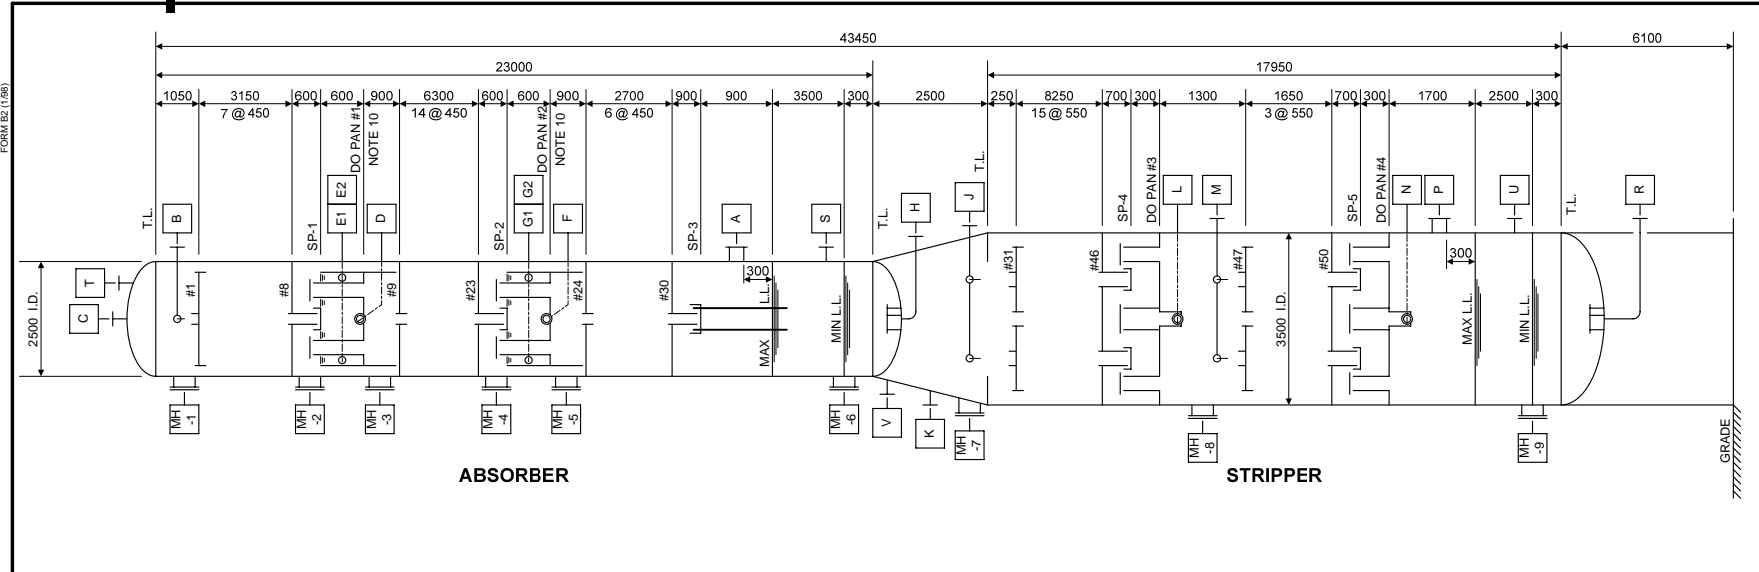 FORM B2 (1/98)
43450 6100
23000 17950
1050 3150 600 600 900 6300 600 600 900 2700 900 900 3500 300 2500 250 8250 700 300 1300 1650 700 300 1700 2500 300
7 @ 450 14 @ 450 6 @ 450 15 @ 550 3 @ 550
DO PAN #1
NOTE 10
DO PAN #2
NOTE 10
T.L.
B
SP-1
E1 E2
D
SP-2
G1 G2
F
SP-3
A
S
T.L.
H
J
T.L.
SP-4
DO PAN #3
L
M
SP-5
DO PAN #4
N
P
U
T.L.
R
T
C
2500 I.D.
#1
#8
#9
#23
#24
#30
300
MAX L.L.
MIN L.L.
#31
#46
#47
3500 I.D.
#50
300
MAX L.L.
MIN L.L.
MH
-1
MH
-2
MH
-3
MH
-4
MH
-5
MH
-6
V
K
MH
-7
MH
-8
MH
-9
GRADE
ABSORBER
STRIPPER